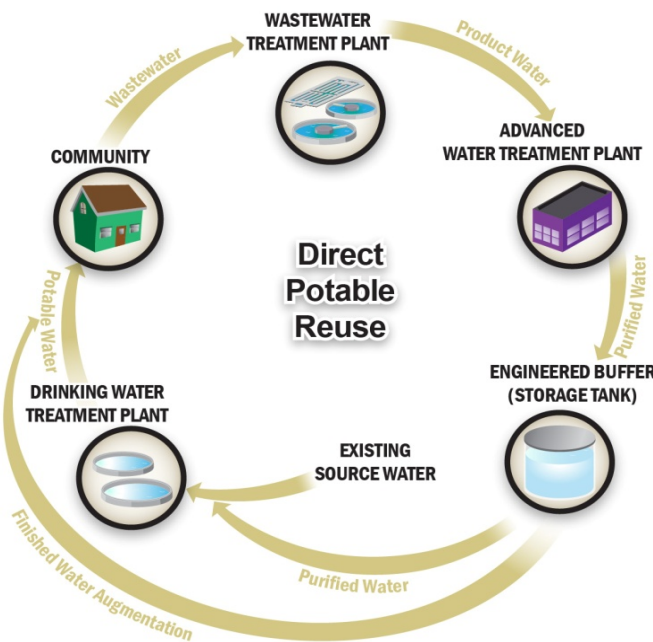 WASTEWATER
TREATMENT PLANT
Wastewater
Product Water
COMMUNITY
ADVANCED
WATER TREATMENT PLANT
Direct
Potable
Reuse
Potable Water
Purified Water
ENGINEERED BUFFER
(STORAGE TANK)
DRINKING WATER
TREATMENT PLANT
EXISTING
SOURCE WATER
Purified Water
Finished Water Augmentation